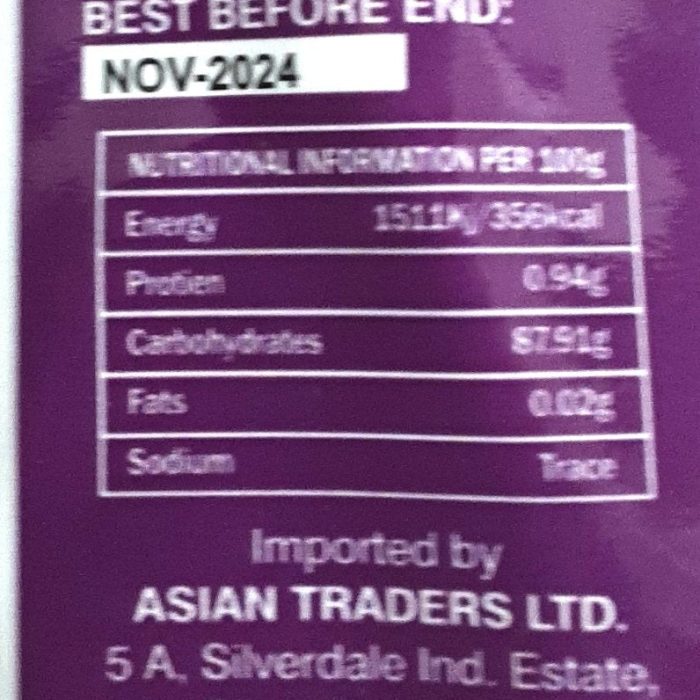 BEST BEFORE END:
NOV-2024
NUTRITIONAL INFORMATION PER 100g
Energy 1511Kj/356kcal
Protien 0.94g
Carbohydrates 87.91g
Fats 0.02g
Sodium Trace
Imported by
ASIAN TRADERS LTD.
5 A, Silverdale Ind. Estate,